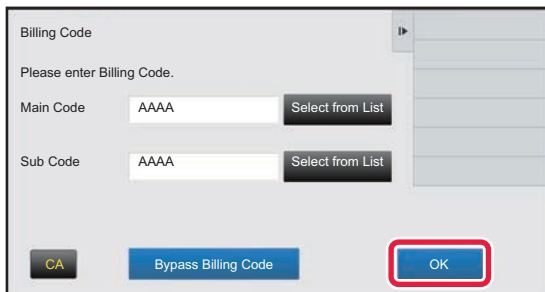 Billing Code
Please enter Billing Code.
Main Code AAAA Select from List
Sub Code AAAA Select from List
CA Bypass Billing Code OK